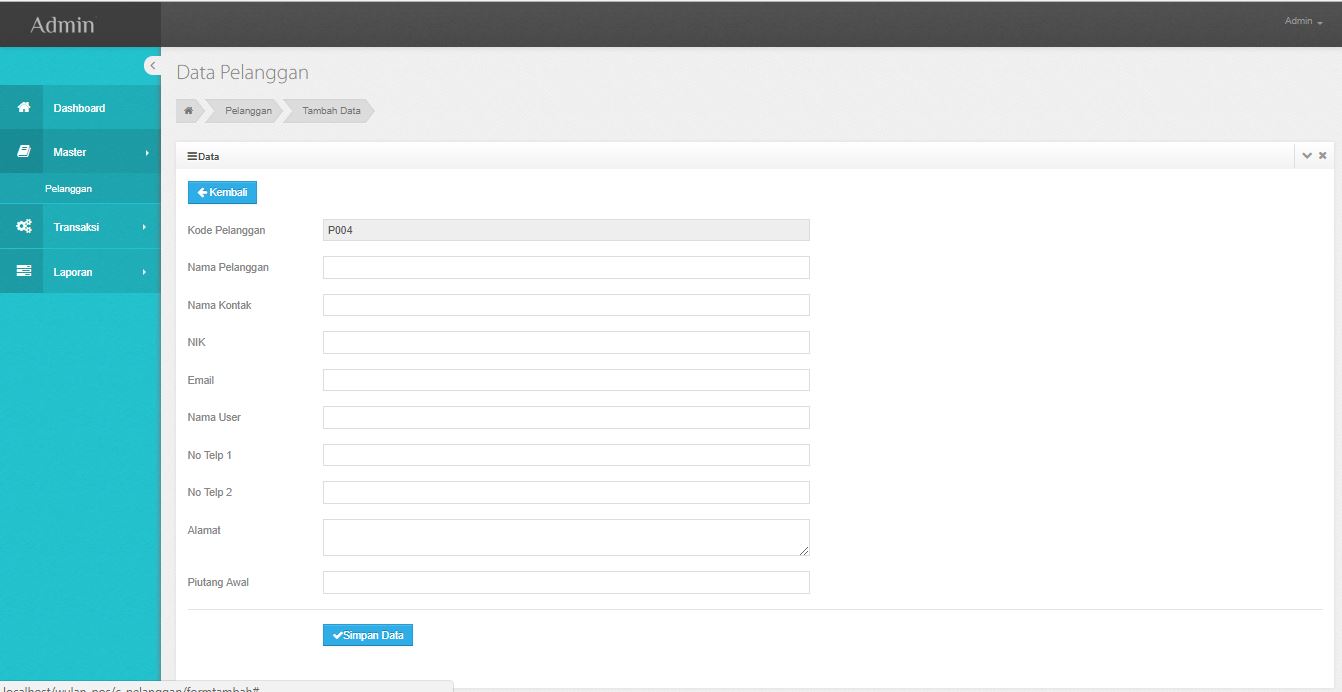 Admin
Admin
Data Pelanggan
Pelanggan
Tambah Data
Dashboard
Master
Pelanggan
Transaksi
Laporan
Data
Kembali
Kode Pelanggan
P004
Nama Pelanggan
Nama Kontak
NIK
Email
Nama User
No Telp 1
No Telp 2
Alamat
Piutang Awal
Simpan Data
localhost/wulan_pos/c_pelanggan/formtambah#